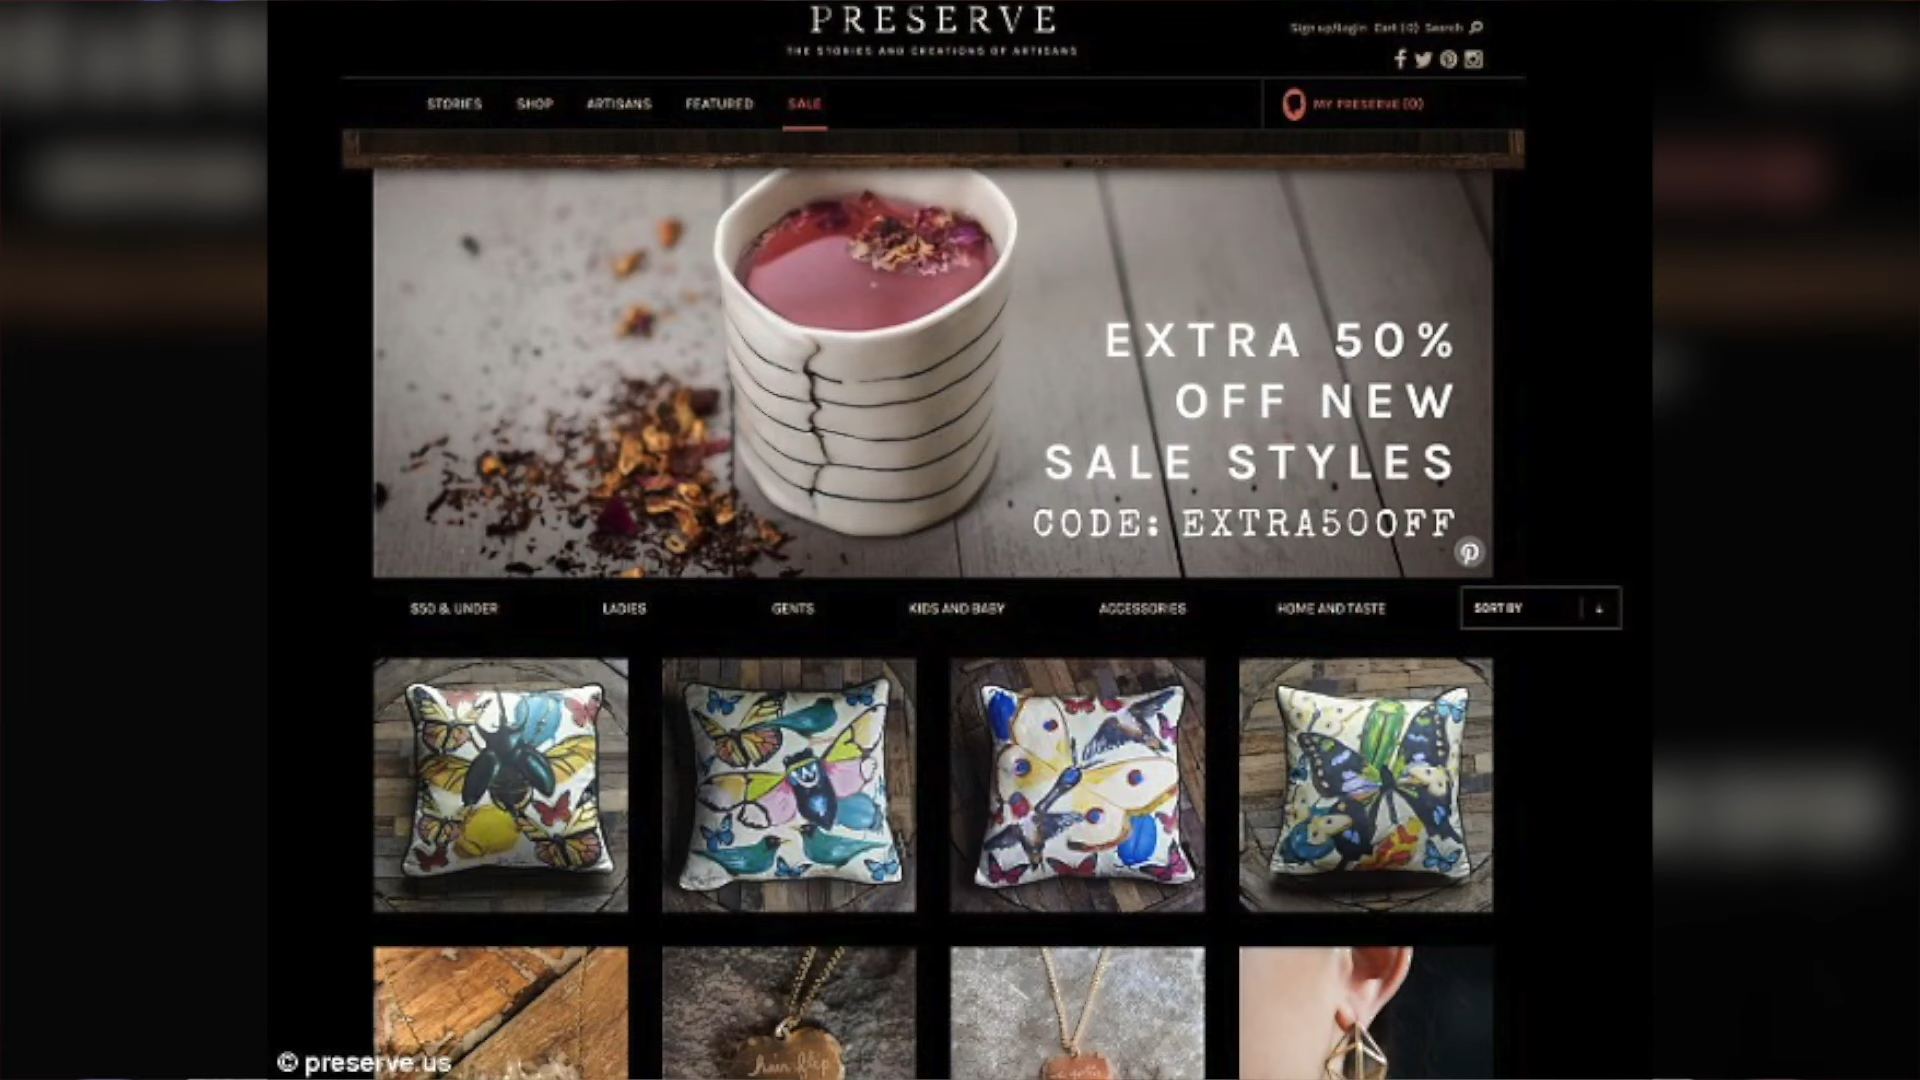 PRESERVE
THE STORIES AND CREATIONS OF ARTISANS
Sign up/Login Cart (0) Search
STORIES SHOP ARTISANS FEATURED SALE
MY PRESERVE (0)
EXTRA 50%
OFF NEW
SALE STYLES
CODE: EXTRA50OFF
$50 & UNDER LADIES GENTS KIDS AND BABY ACCESSORIES HOME AND TASTE SORT BY
hair flip
© preserve.us